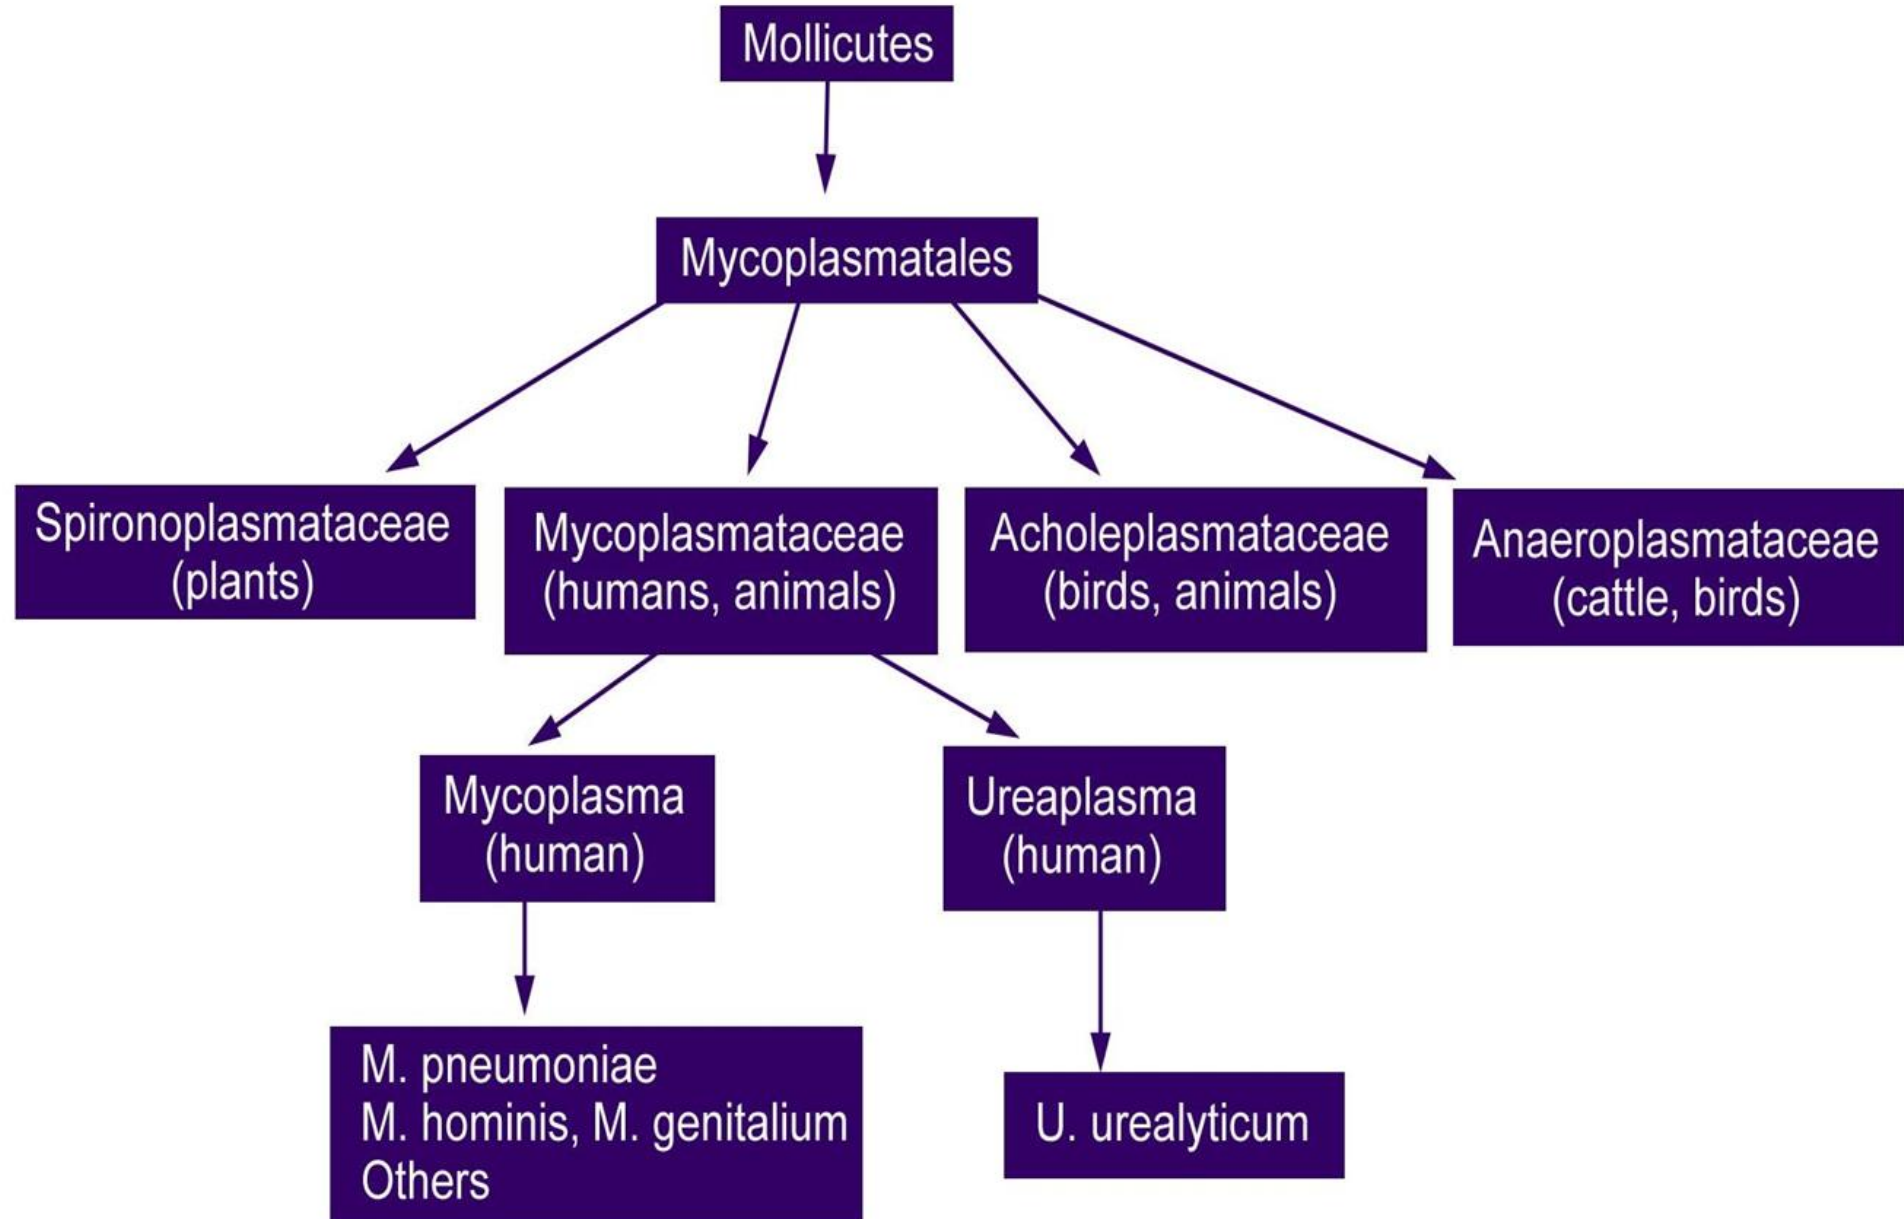 Mollicutes
Mycoplasmatales
Spironoplasmataceae
(plants)
Mycoplasmataceae
(humans, animals)
Acholeplasmataceae
(birds, animals)
Anaeroplasmataceae
(cattle, birds)
Mycoplasma
(human)
Ureaplasma
(human)
M. pneumoniae
M. hominis, M. genitalium
Others
U. urealyticum